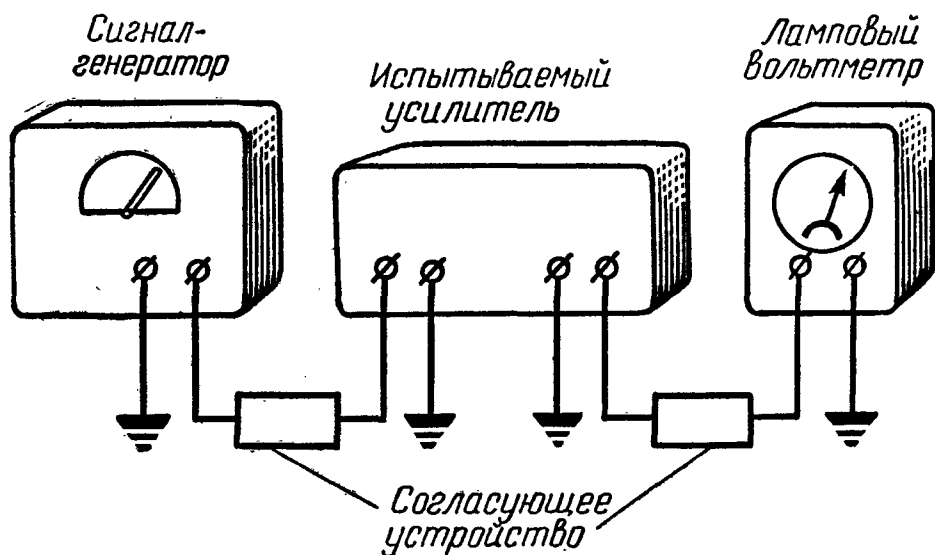 Сигнал-
генератор
Испытываемый
усилитель
Ламповый
вольтметр
Согласующее
устройство